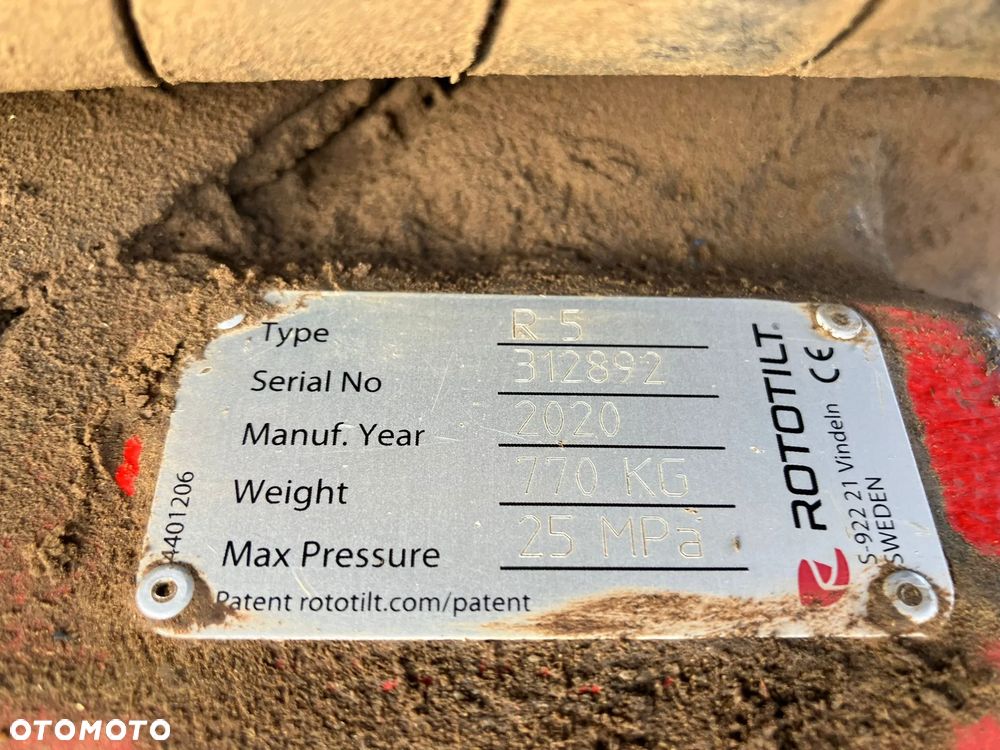 Type R 5
Serial No 312892
Manuf. Year 2020
Weight 770 KG
Max Pressure 25 MPa
Patent rototilt.com/patent
4401206
ROTOTILT® CE
S-922 21 Vindeln
SWEDEN
OTOMOTO